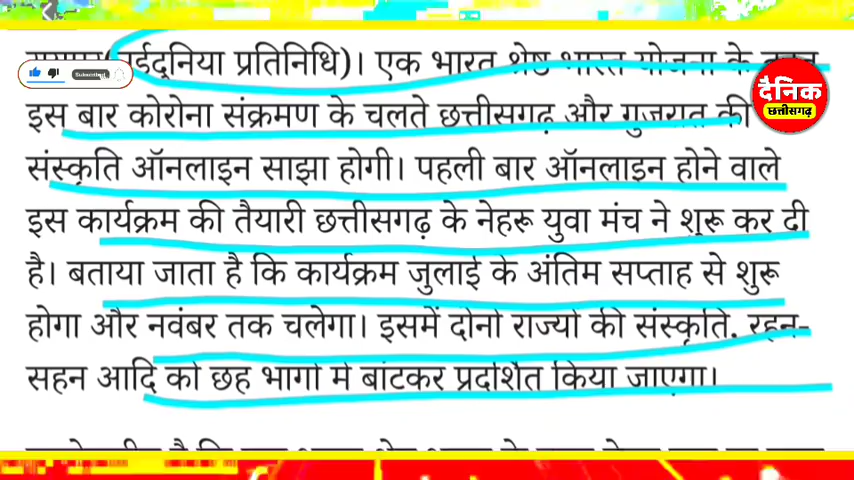 नईदुनिया प्रतिनिधि)। एक भारत श्रेष्ठ भारत योजना के तहत
इस बार कोरोना संक्रमण के चलते छत्तीसगढ़ और गुजरात की
संस्कृति ऑनलाइन साझा होगी। पहली बार ऑनलाइन होने वाले
इस कार्यक्रम की तैयारी छत्तीसगढ़ के नेहरू युवा मंच ने शुरू कर दी
है। बताया जाता है कि कार्यक्रम जुलाई के अंतिम सप्ताह से शुरू
होगा और नवंबर तक चलेगा। इसमें दोनों राज्यों की संस्कृति, रहन-
सहन आदि को छह भागों में बांटकर प्रदर्शित किया जाएगा।
Subscribed
दैनिक
छत्तीसगढ़